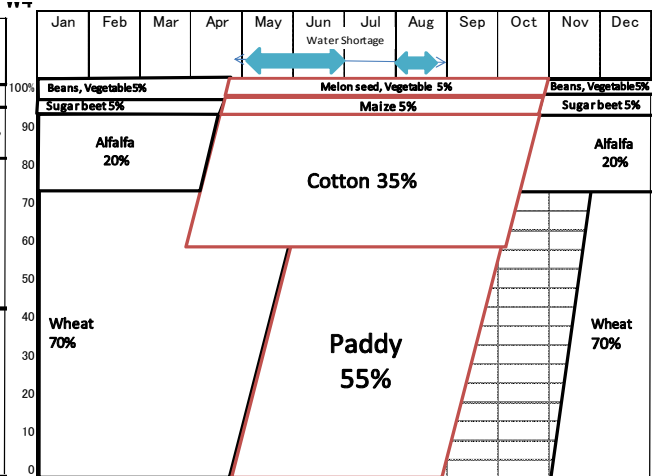 W4
Jan Feb Mar Apr May Jun Jul Aug Sep Oct Nov Dec
Water Shortage
100%
Beans, Vegetable5% Melon seed, Vegetable 5% Beans, Vegetable5%
Sugar beet 5% Maize 5% Sugar beet 5%
90
Alfalfa
20%
Alfalfa
20%
80
Cotton 35%
70
60
50
40
Wheat
70%
Paddy
55%
Wheat
70%
30
20
10
0